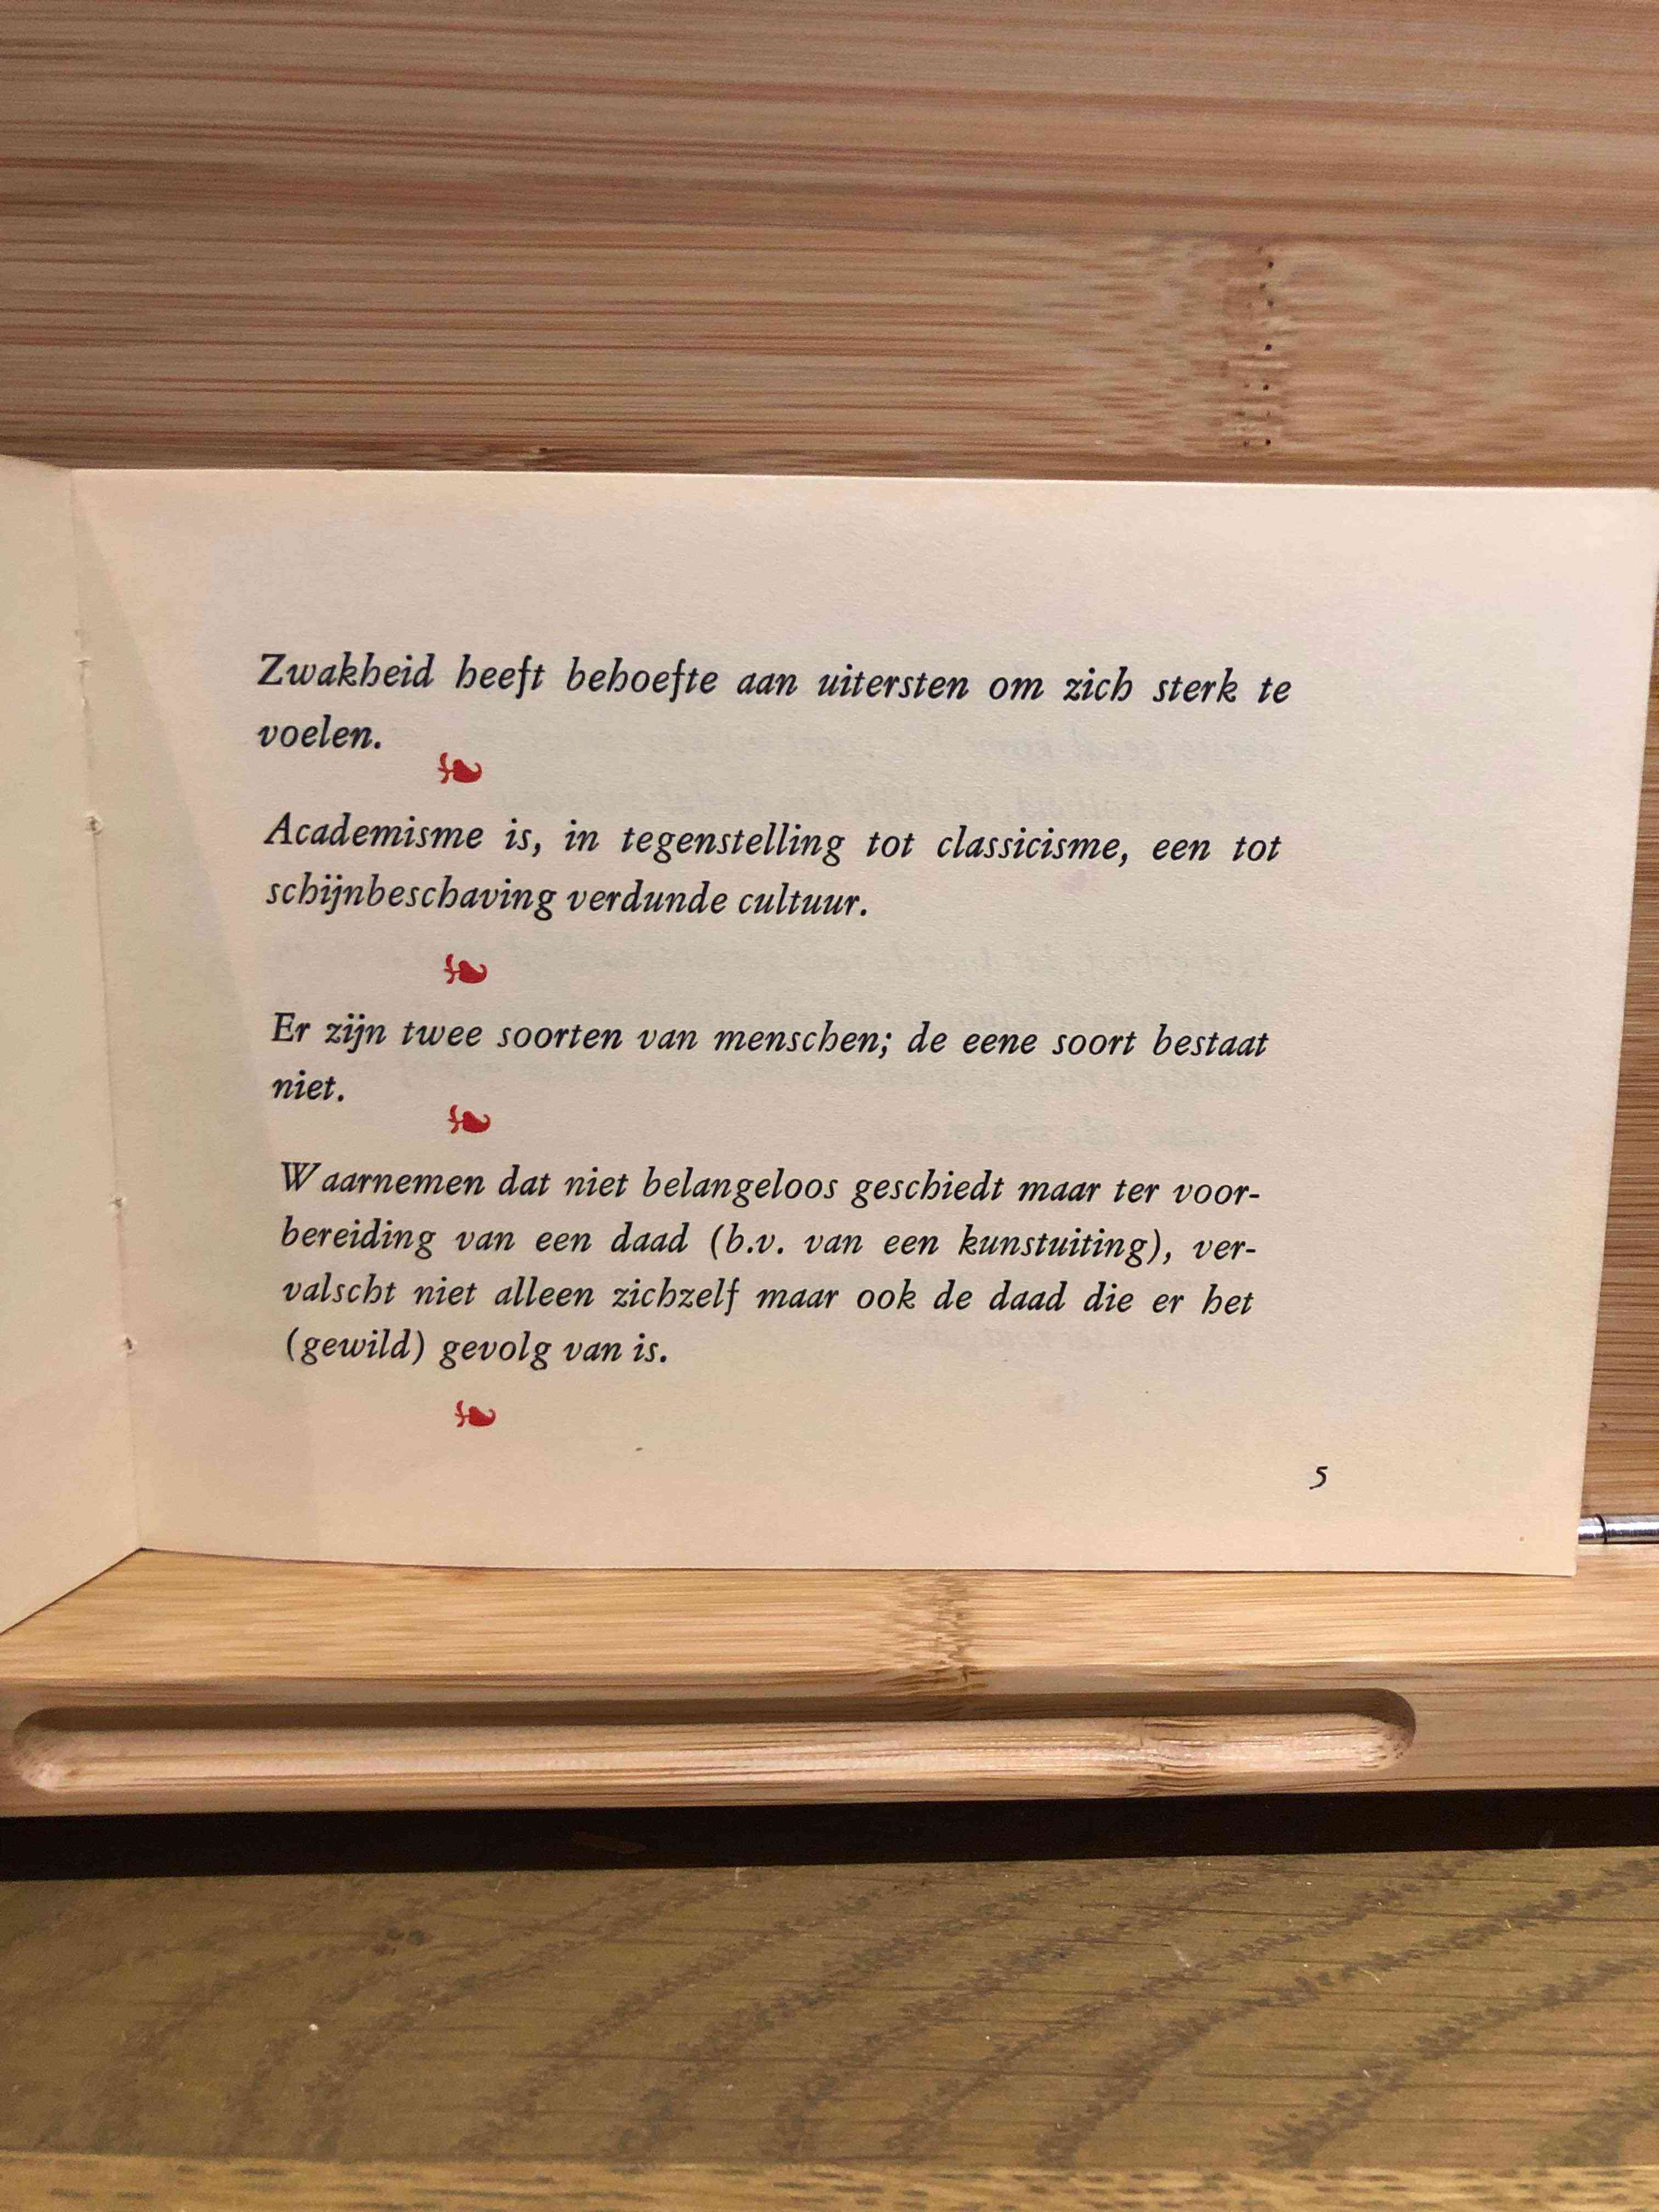 Zwakheid heeft behoefte aan uitersten om zich sterk te
voelen.
Academisme is, in tegenstelling tot classicisme, een tot
schijnbeschaving verdunde cultuur.
Er zijn twee soorten van menschen; de eene soort bestaat
niet.
Waarnemen dat niet belangeloos geschiedt maar ter voor-
bereiding van een daad (b.v. van een kunstuiting), ver-
valscht niet alleen zichzelf maar ook de daad die er het
(gewild) gevolg van is.
5